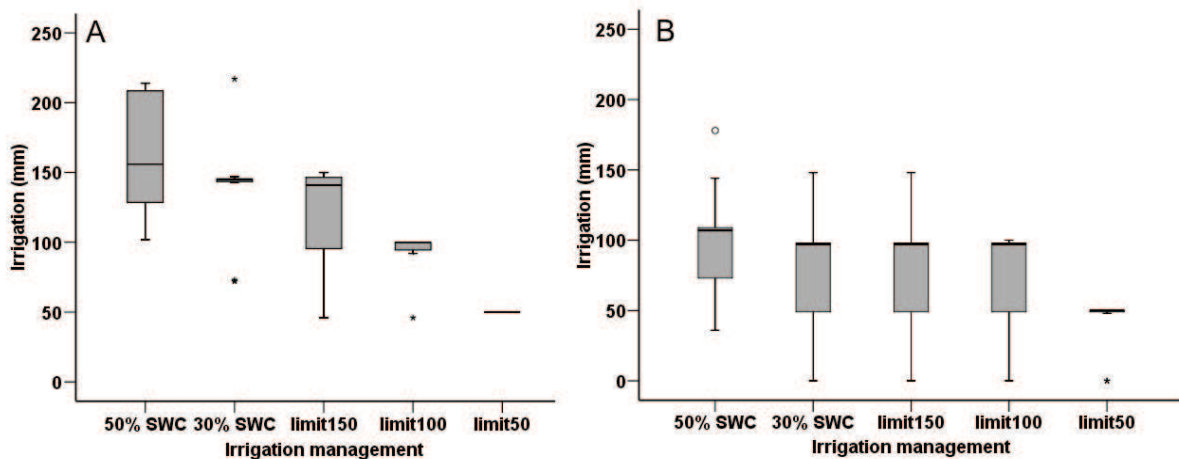 A
250
200
150
100
50
0
Irrigation (mm)
50% SWC 30% SWC limit150 limit100 limit50
Irrigation management
B
250
200
150
100
50
0
Irrigation (mm)
50% SWC 30% SWC limit150 limit100 limit50
Irrigation management